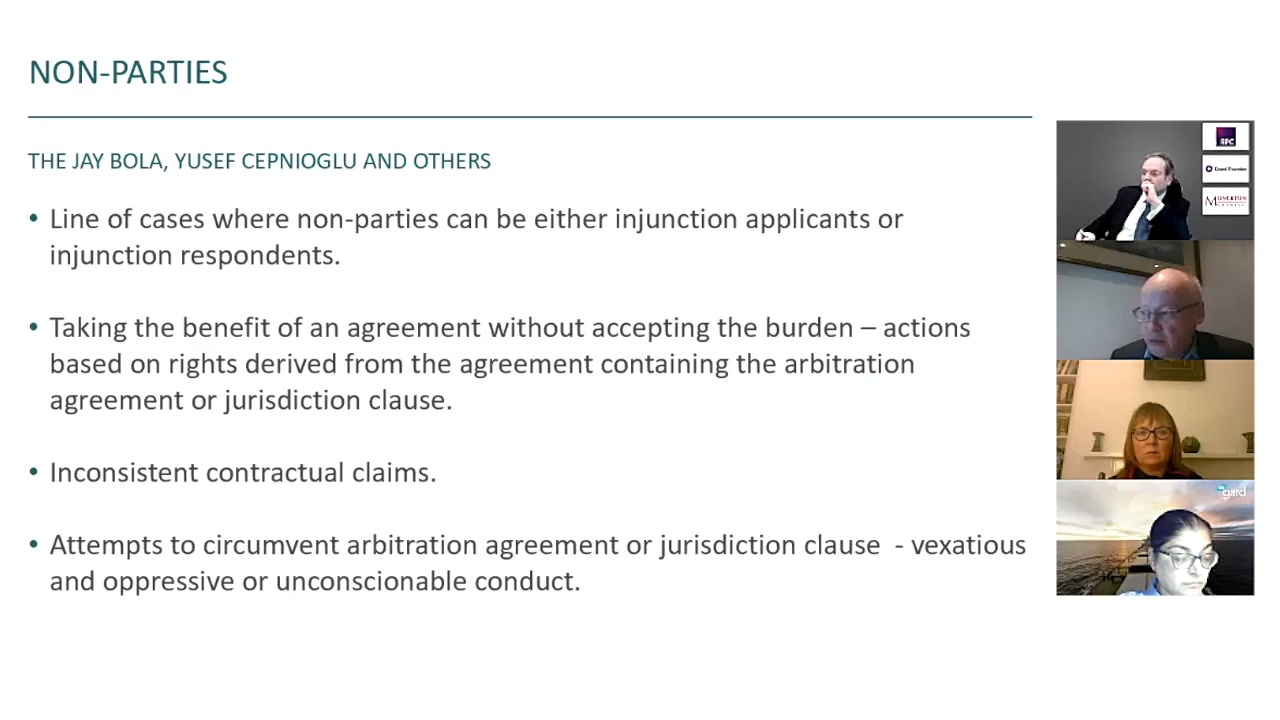 NON-PARTIES
THE JAY BOLA, YUSEF CEPNIOGLU AND OTHERS
• Line of cases where non-parties can be either injunction applicants or
injunction respondents.
• Taking the benefit of an agreement without accepting the burden – actions
based on rights derived from the agreement containing the arbitration
agreement or jurisdiction clause.
• Inconsistent contractual claims.
• Attempts to circumvent arbitration agreement or jurisdiction clause  - vexatious
and oppressive or unconscionable conduct.
RPC
Grant Thornton
MONCKTON
gard